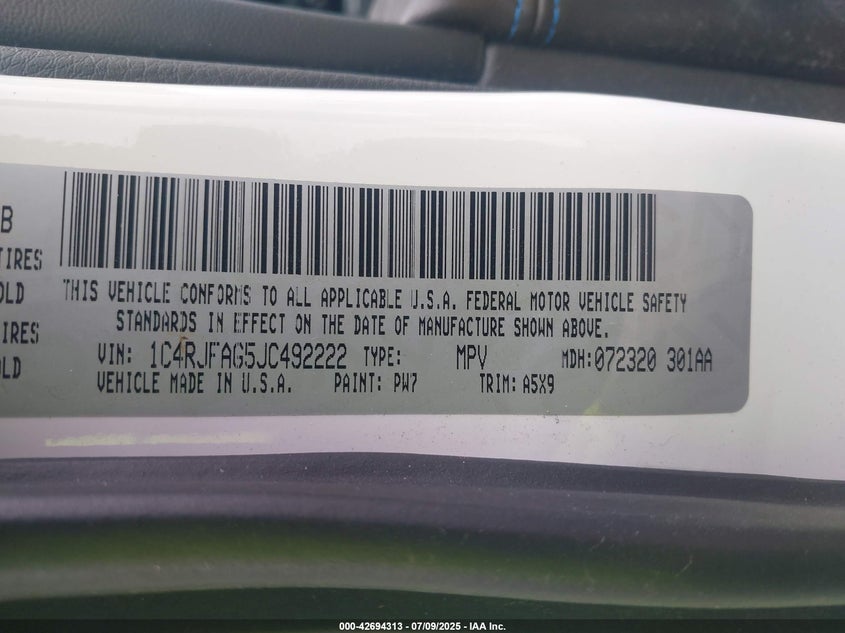 B
TIRES
OLD
IRES
OLD
THIS VEHICLE CONFORMS TO ALL APPLICABLE U.S.A. FEDERAL MOTOR VEHICLE SAFETY
STANDARDS IN EFFECT ON THE DATE OF MANUFACTURE SHOWN ABOVE.
VIN: 1C4RJFAG5JC492222 TYPE: MPV MDH:072320 301AA
VEHICLE MADE IN U.S.A. PAINT: PW7 TRIM: A5X9
000-42694313 - 07/09/2025 - IAA Inc.